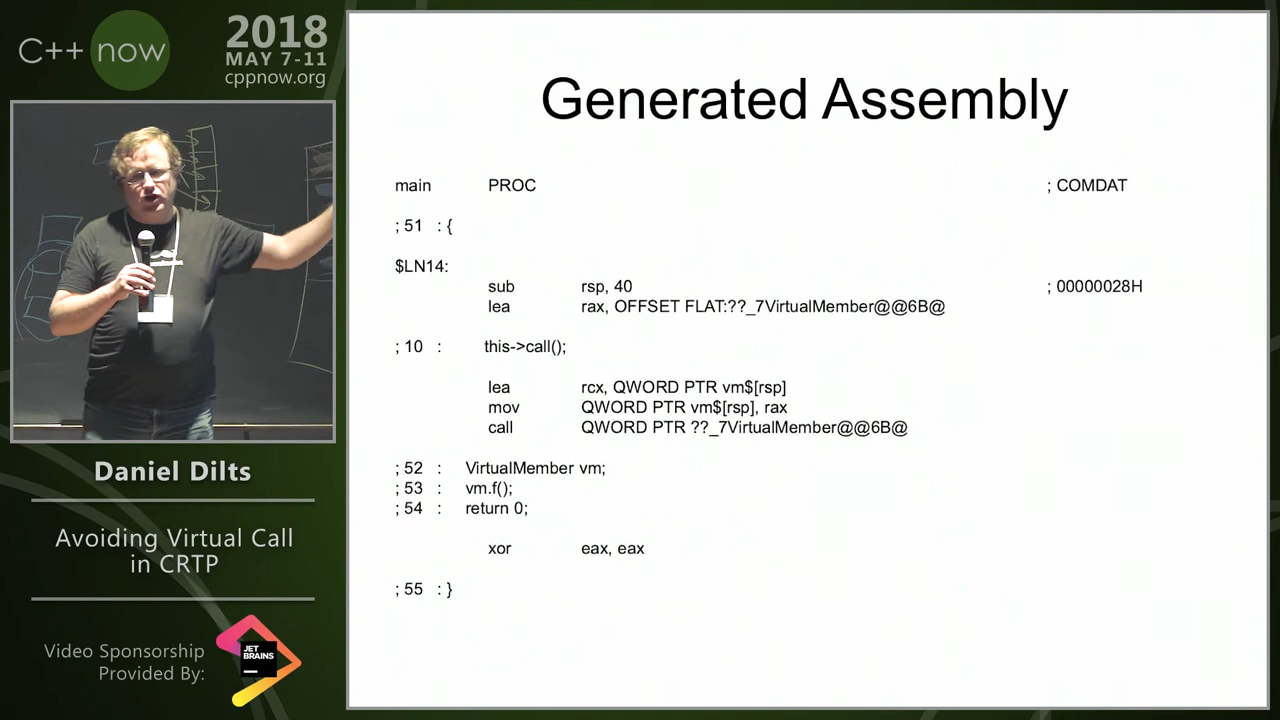 C++ now
2018
MAY 7-11
cppnow.org
Generated Assembly
main PROC ; COMDAT
; 51 : {
$LN14:
sub rsp, 40 ; 00000028H
lea rax, OFFSET FLAT:??_7VirtualMember@@6B@
; 10 : this->call();
lea rcx, QWORD PTR vm$[rsp]
mov QWORD PTR vm$[rsp], rax
call QWORD PTR ??_7VirtualMember@@6B@
; 52 : VirtualMember vm;
; 53 : vm.f();
; 54 : return 0;
xor eax, eax
; 55 : }
Daniel Dilts
Avoiding Virtual Call
in CRTP
Video Sponsorship
Provided By:
JET
BRAINS